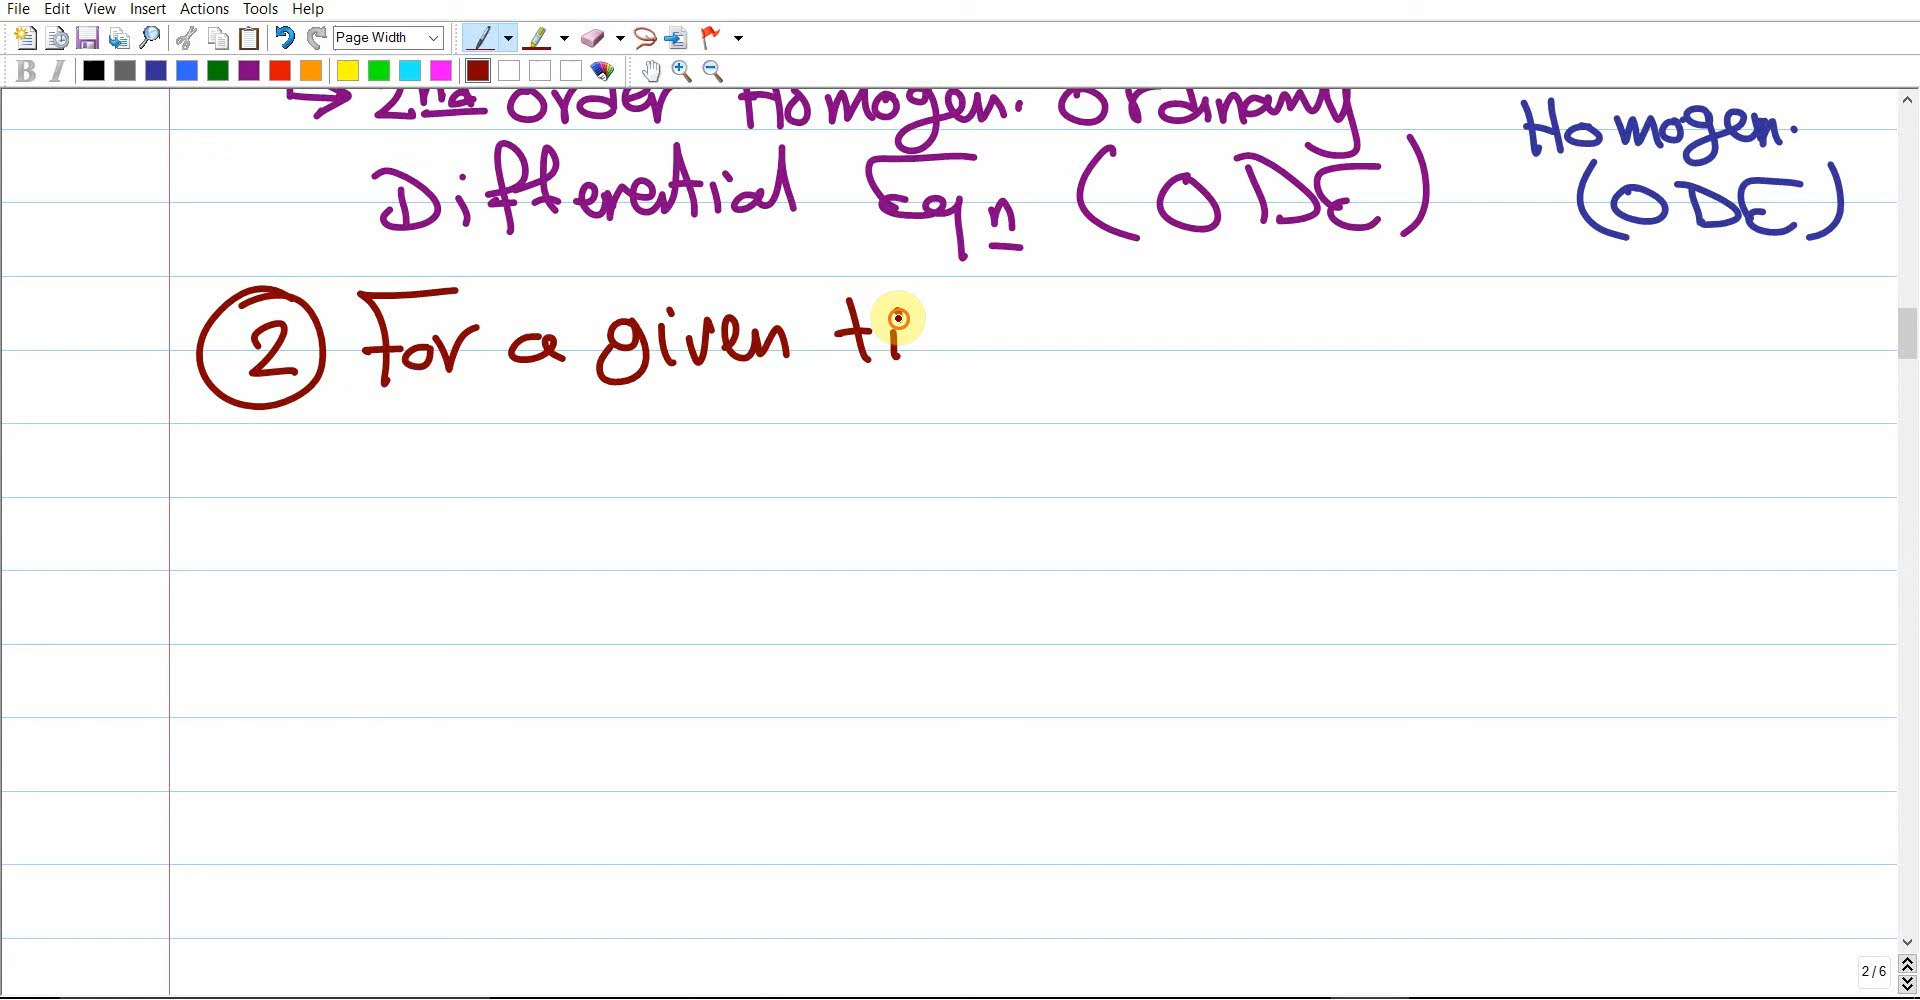 File Edit View Insert Actions Tools Help
Page Width
B I
→ 2nd order Homogen. Ordinary
Differential Eqn (ODE)
Homogen.
(ODE)
2 For a given ti
2 / 6